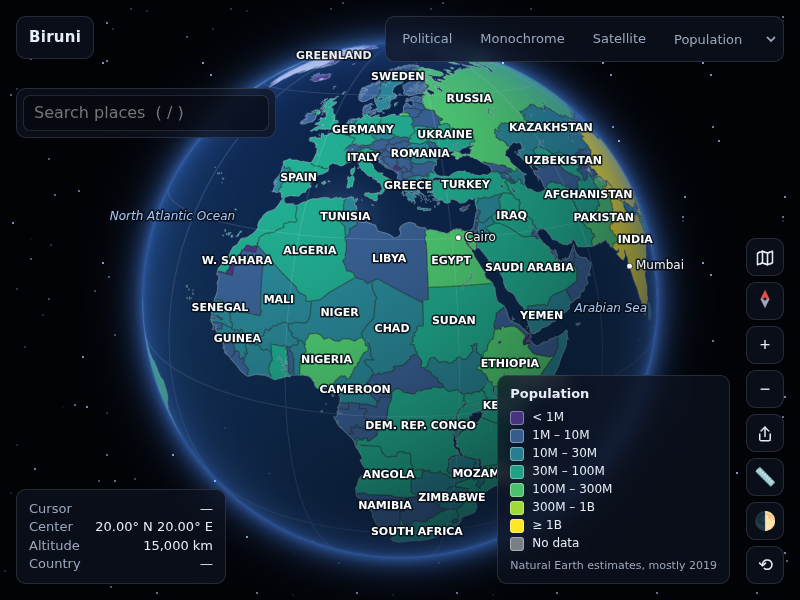 Biruni
Political Monochrome Satellite Population
Search places ( / )
GREENLAND
SWEDEN
RUSSIA
GERMANY
UKRAINE
KAZAKHSTAN
ITALY
ROMANIA
UZBEKISTAN
SPAIN
GREECE
TURKEY
AFGHANISTAN
North Atlantic Ocean
TUNISIA
IRAQ
PAKISTAN
Cairo
INDIA
ALGERIA
LIBYA
EGYPT
W. SAHARA
SAUDI ARABIA
Mumbai
SENEGAL
MALI
NIGER
Arabian Sea
YEMEN
SUDAN
CHAD
GUINEA
NIGERIA
ETHIOPIA
CAMEROON
KE
DEM. REP. CONGO
ANGOLA
MOZAM
ZIMBABWE
NAMIBIA
SOUTH AFRICA
Population
< 1M
1M – 10M
10M – 30M
30M – 100M
100M – 300M
300M – 1B
≥ 1B
No data
Natural Earth estimates, mostly 2019
Cursor —
Center 20.00° N 20.00° E
Altitude 15,000 km
Country —
+
−